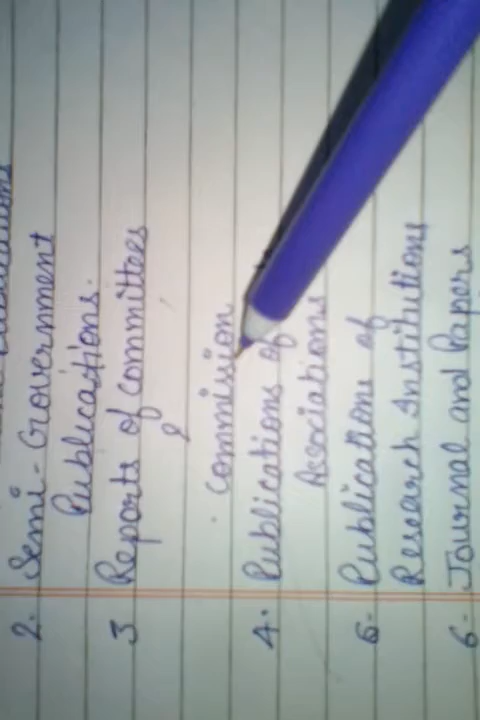 2. Semi-Government
Publications.
3 Reports of committees
&
Commission
4. Publications of
Associations
5- Publications of
Research Institutions
6- Journal and Papers